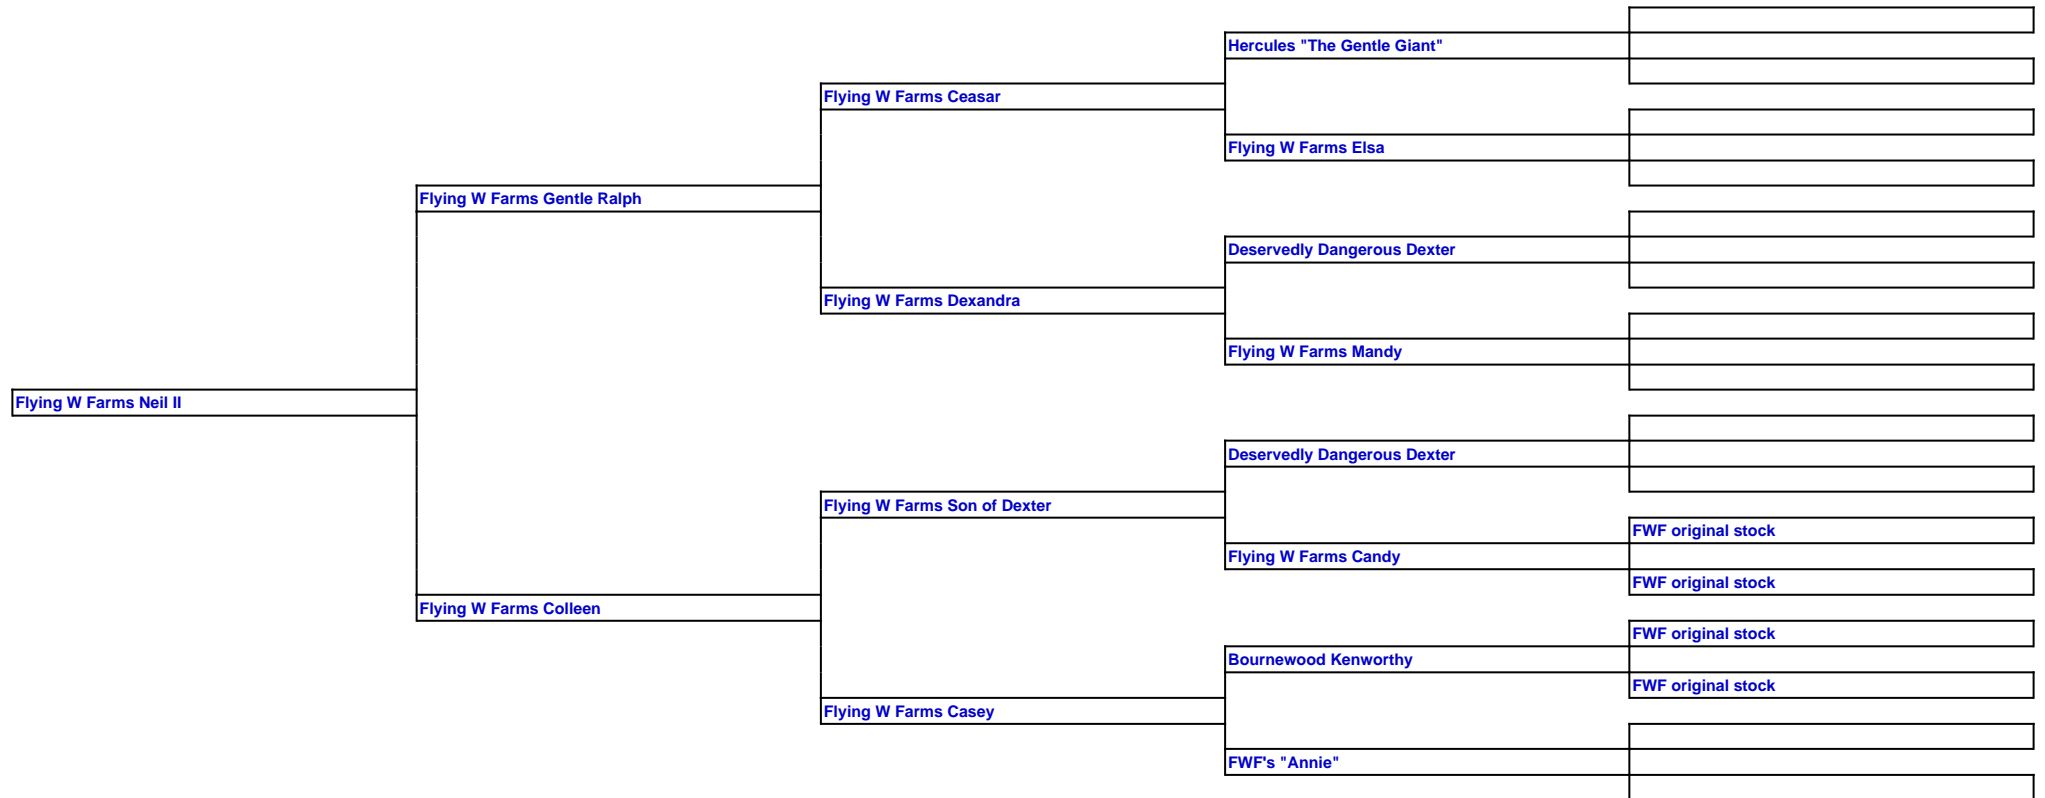 Hercules "The Gentle Giant"
Flying W Farms Ceasar
Flying W Farms Elsa
Flying W Farms Gentle Ralph
Deservedly Dangerous Dexter
Flying W Farms Dexandra
Flying W Farms Mandy
Flying W Farms Neil II
Deservedly Dangerous Dexter
Flying W Farms Son of Dexter
FWF original stock
Flying W Farms Candy
FWF original stock
Flying W Farms Colleen
FWF original stock
Bournewood Kenworthy
FWF original stock
Flying W Farms Casey
FWF's "Annie"